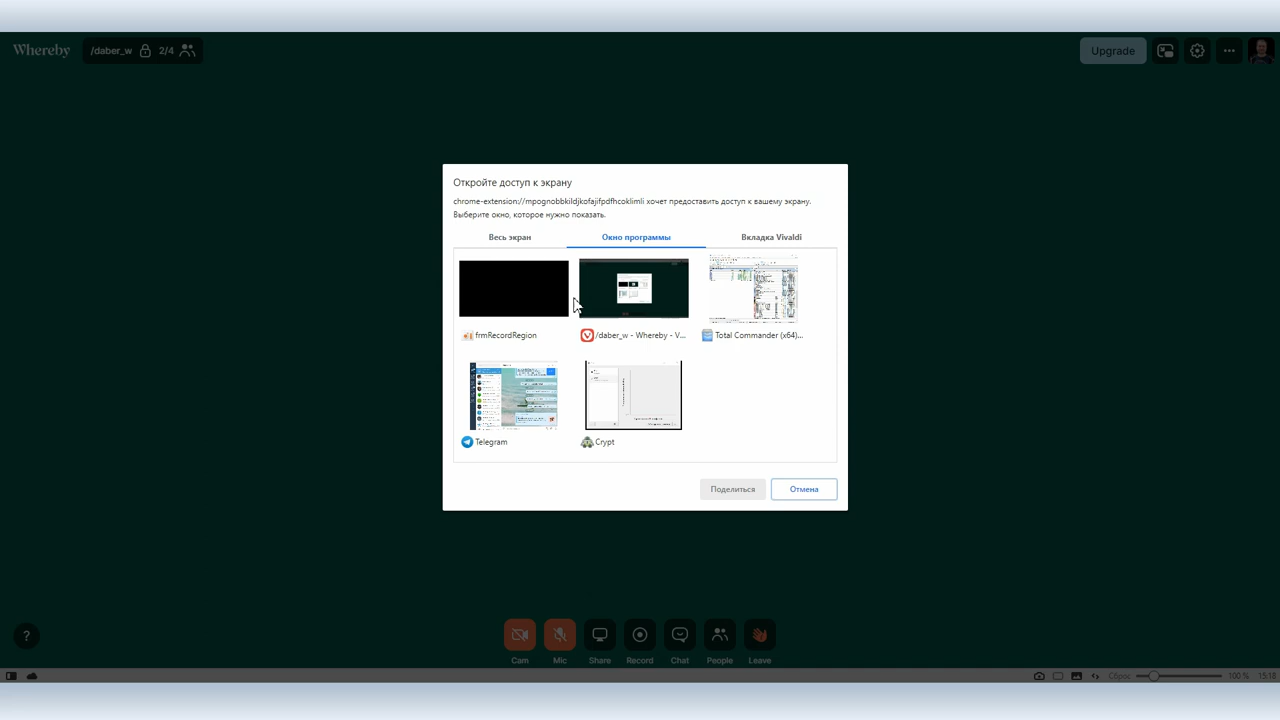 Whereby /daber_w 2/4 Upgrade
Откройте доступ к экрану
chrome-extension://mpognobbkildjkofajifpdfhcoklimli хочет предоставить доступ к вашему экрану.
Выберите окно, которое нужно показать.
Весь экран Окно программы Вкладка Vivaldi
frmRecordRegion /daber_w - Whereby - V... Total Commander (x64)...
Telegram Crypt
Поделиться Отмена
?
Cam Mic Share Record Chat People Leave
Сброс 100 % 15:18